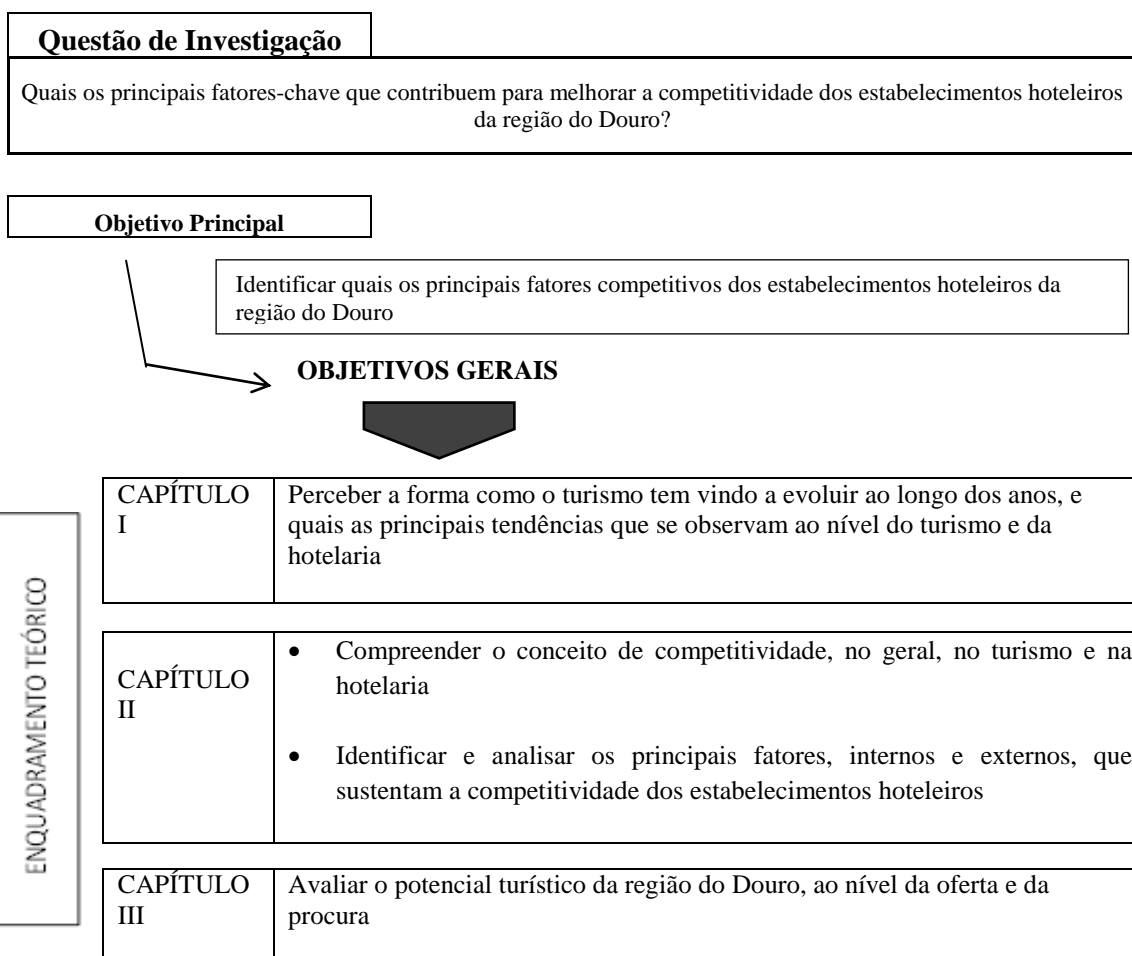 Questão de Investigação
Quais os principais fatores-chave que contribuem para melhorar a competitividade dos estabelecimentos hoteleiros
da região do Douro?
Objetivo Principal
Identificar quais os principais fatores competitivos dos estabelecimentos hoteleiros da
região do Douro
OBJETIVOS GERAIS
ENQUADRAMENTO TEÓRICO
CAPÍTULO
I
Perceber a forma como o turismo tem vindo a evoluir ao longo dos anos, e
quais as principais tendências que se observam ao nível do turismo e da
hotelaria
CAPÍTULO
II
• Compreender o conceito de competitividade, no geral, no turismo e na
hotelaria
• Identificar e analisar os principais fatores, internos e externos, que
sustentam a competitividade dos estabelecimentos hoteleiros
CAPÍTULO
III
Avaliar o potencial turístico da região do Douro, ao nível da oferta e da
procura